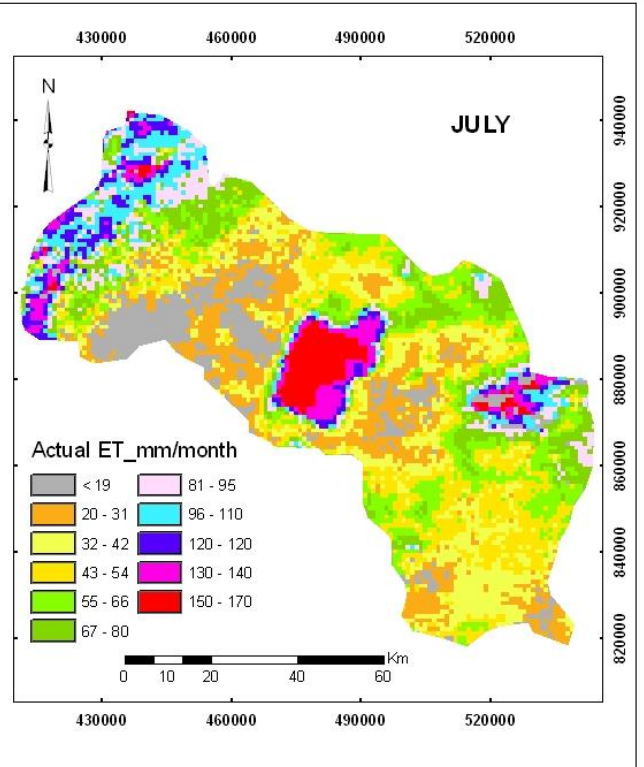 430000 460000 490000 520000
N
JULY
940000
920000
900000
880000
860000
840000
820000
Actual ET_mm/month
< 19 81 - 95
20 - 31 96 - 110
32 - 42 120 - 120
43 - 54 130 - 140
55 - 66 150 - 170
67 - 80
Km
0 10 20 40 60
430000 460000 490000 520000